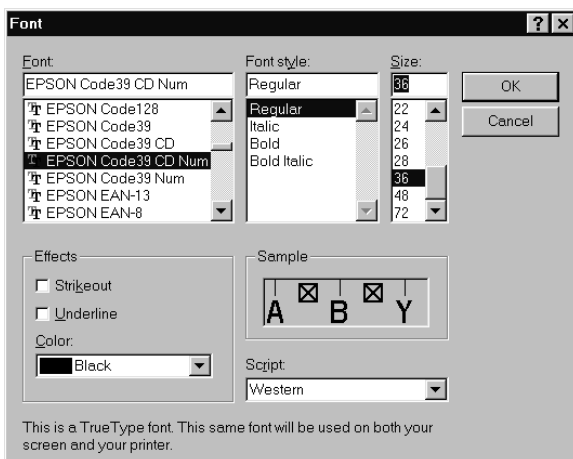 Font
Font:
EPSON Code39 CD Num
EPSON Code128
EPSON Code39
EPSON Code39 CD
EPSON Code39 CD Num
EPSON Code39 Num
EPSON EAN-13
EPSON EAN-8
Font style:
Regular
Regular
Italic
Bold
Bold Italic
Size:
36
22
24
26
28
36
48
72
OK
Cancel
Effects
Strikeout
Underline
Color:
Black
Sample
A B Y
Script:
Western
This is a TrueType font. This same font will be used on both your
screen and your printer.